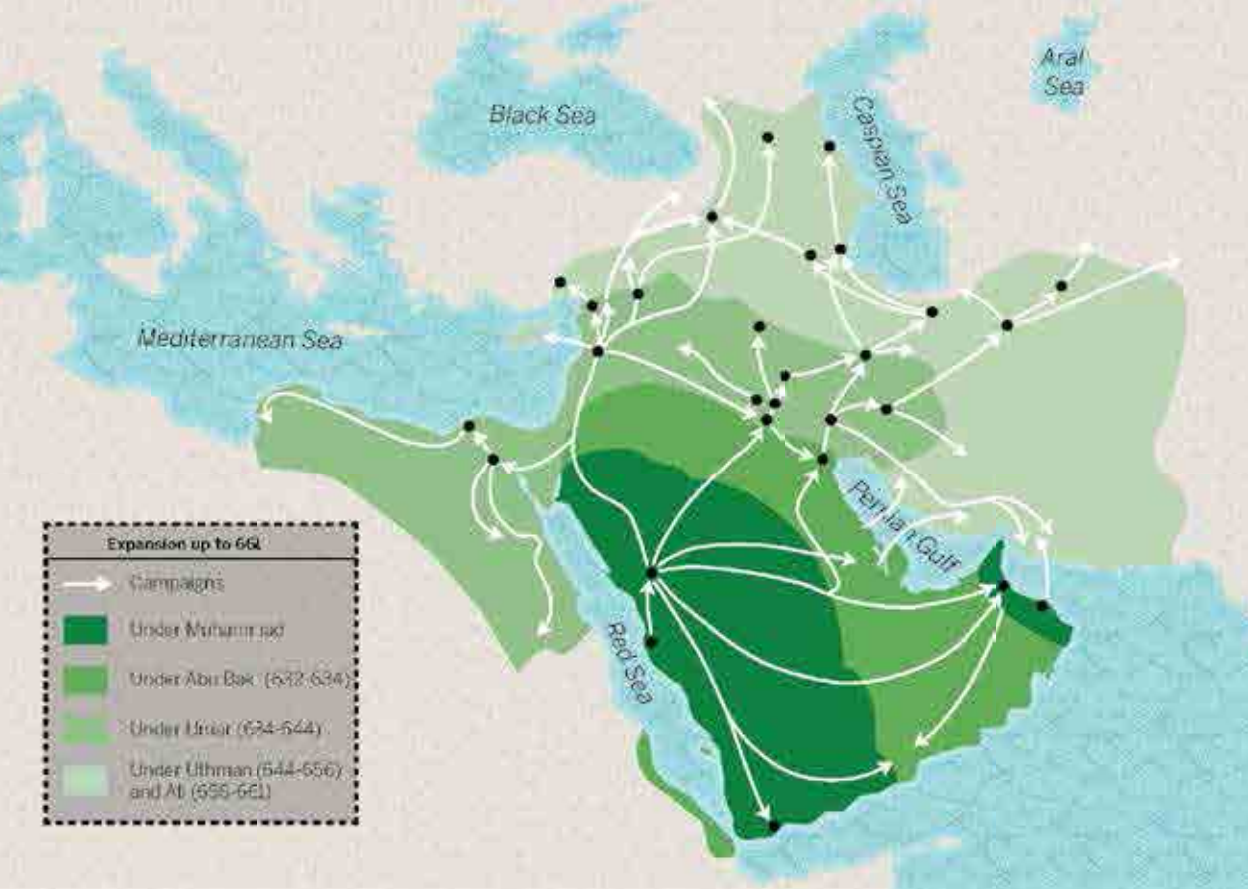 Black Sea
Aral
Sea
Caspian Sea
Mediterranean Sea
Persian Gulf
Red Sea
Expansion up to 661
Campaigns
Under Muhammad
Under Abu Bak (632-634)
Under Umar (634-644)
Under Uthman (644-656)
and Ali (656-661)